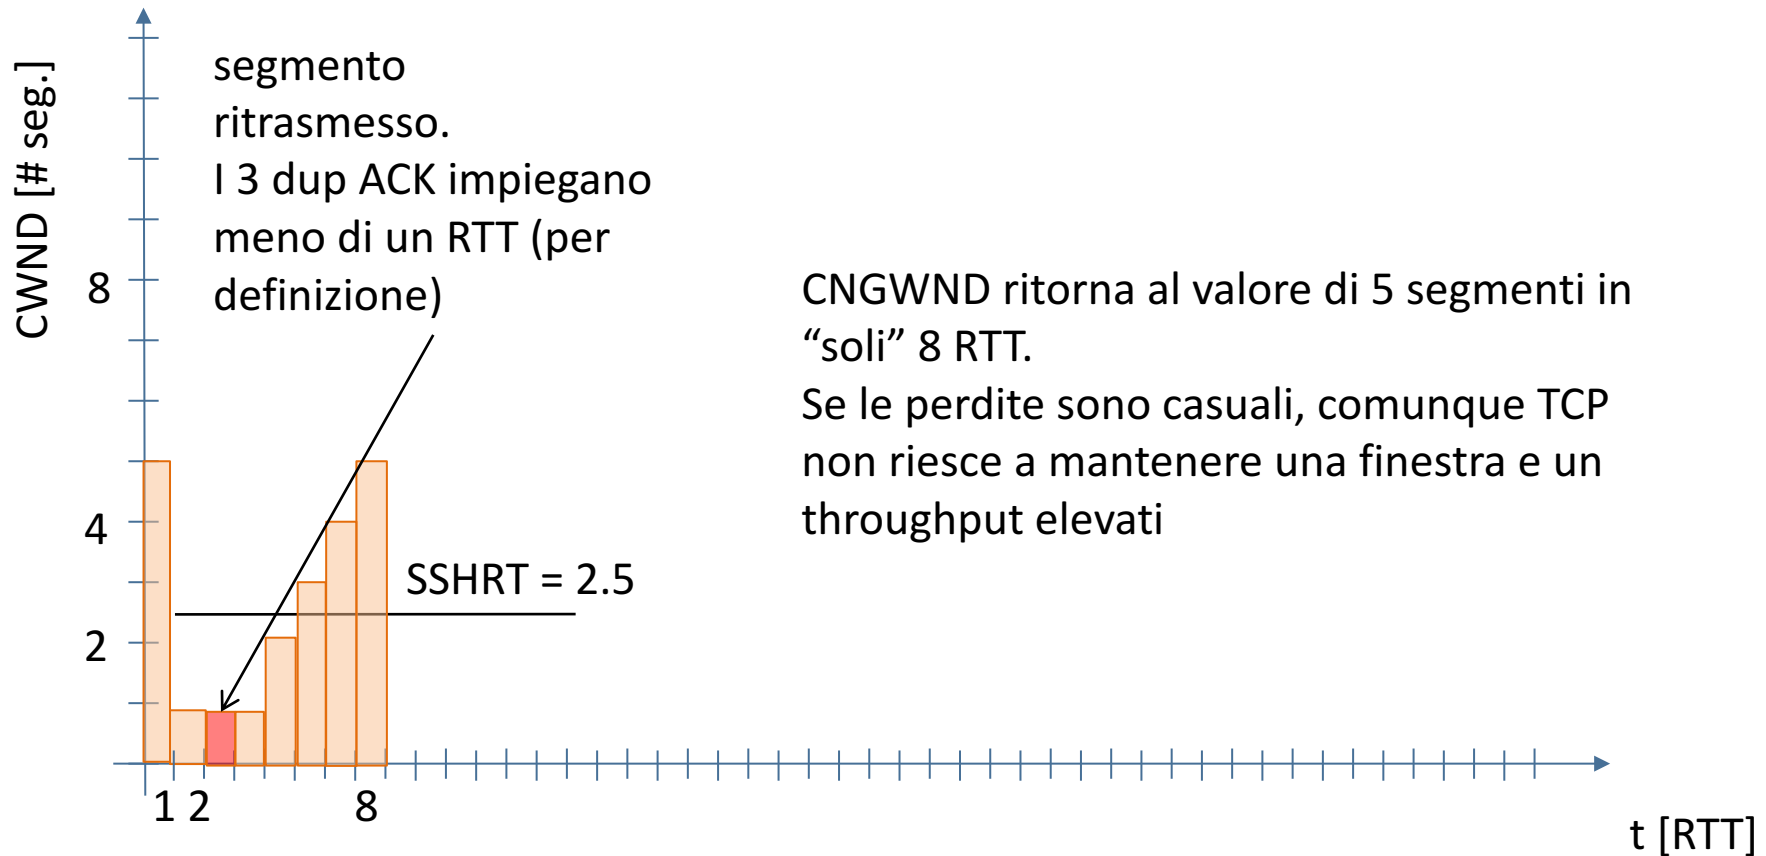 CWND [# seg.]
segmento
ritrasmesso.
I 3 dup ACK impiegano
meno di un RTT (per
definizione)
8
4
2
SSHRT = 2.5
CNGWND ritorna al valore di 5 segmenti in
“soli” 8 RTT.
Se le perdite sono casuali, comunque TCP
non riesce a mantenere una finestra e un
throughput elevati
1 2 8
t [RTT]